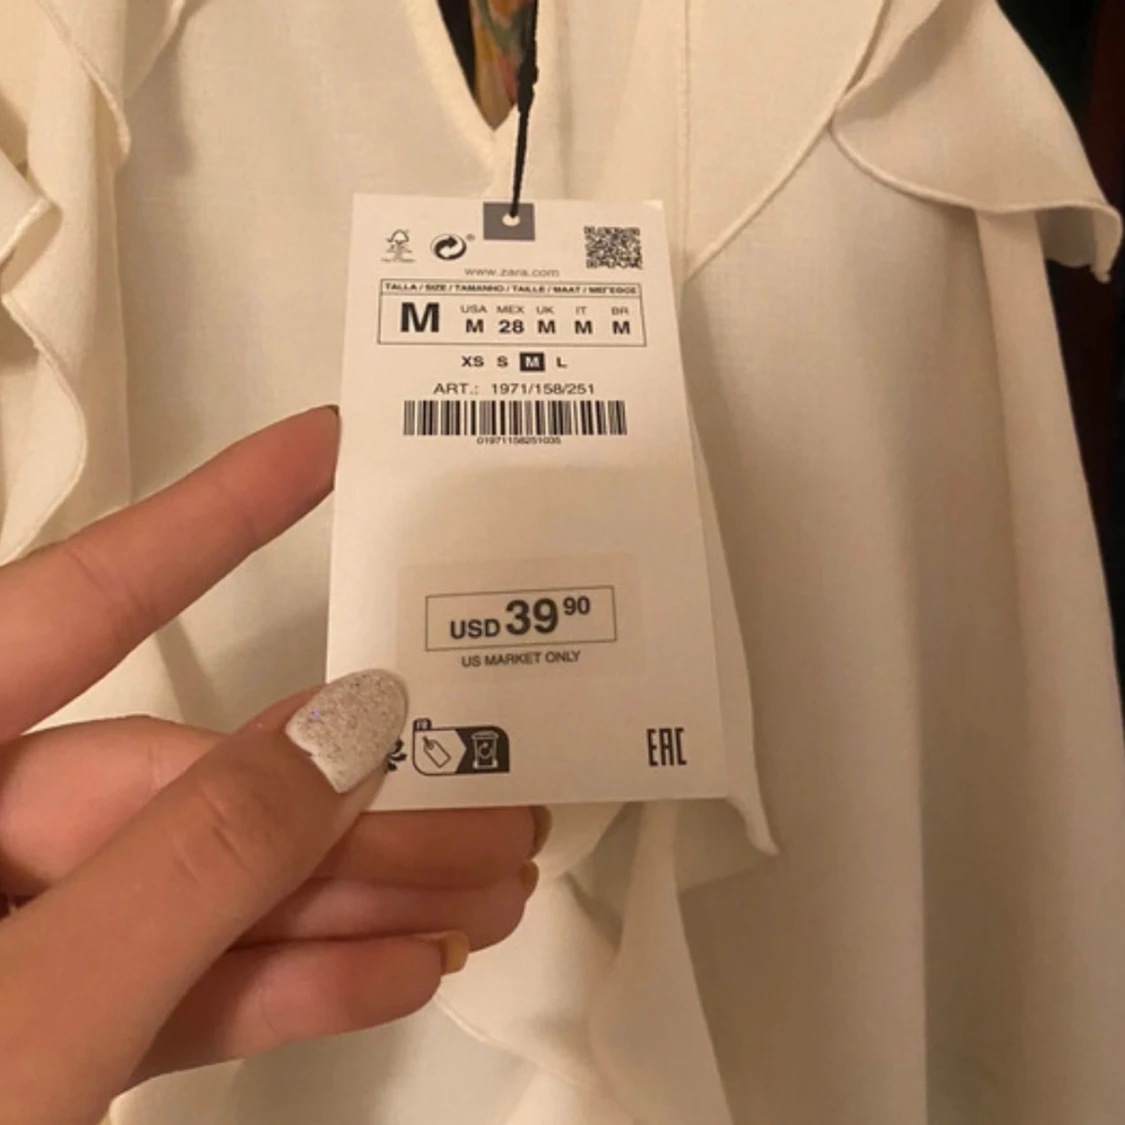 www.zara.com
TALLA / SIZE / TAMANHO / TAILLE / MAAT / ΜΕΓΕΘΟΣ
M
USA MEX UK IT BR
M 28 M M M
XS S M L
ART.: 1971/158/251
01971158251035
USD 39 90
US MARKET ONLY
FR
EAC